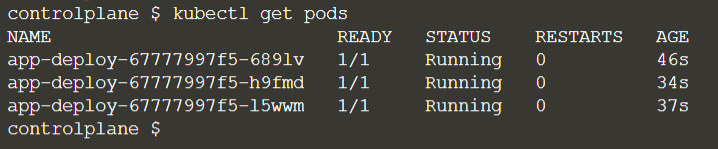 controlplane $ kubectl get pods
NAME                          READY   STATUS    RESTARTS   AGE
app-deploy-67777997f5-689lv   1/1     Running   0          46s
app-deploy-67777997f5-h9fmd   1/1     Running   0          34s
app-deploy-67777997f5-l5wwm   1/1     Running   0          37s
controlplane $